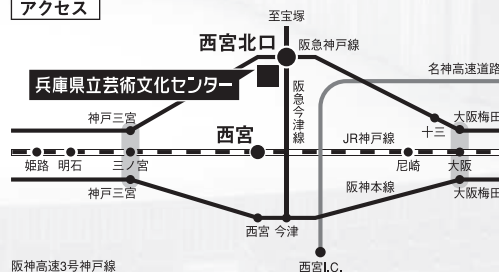 アクセス
至宝塚
西宮北口
阪急神戸線
兵庫県立芸術文化センター
名神高速道路
阪急今津線
神戸三宮
十三
大阪梅田
西宮
JR神戸線
姫路
明石
三ノ宮
尼崎
大阪
神戸三宮
阪神本線
大阪梅田
西宮
今津
阪神高速3号神戸線
西宮I.C.